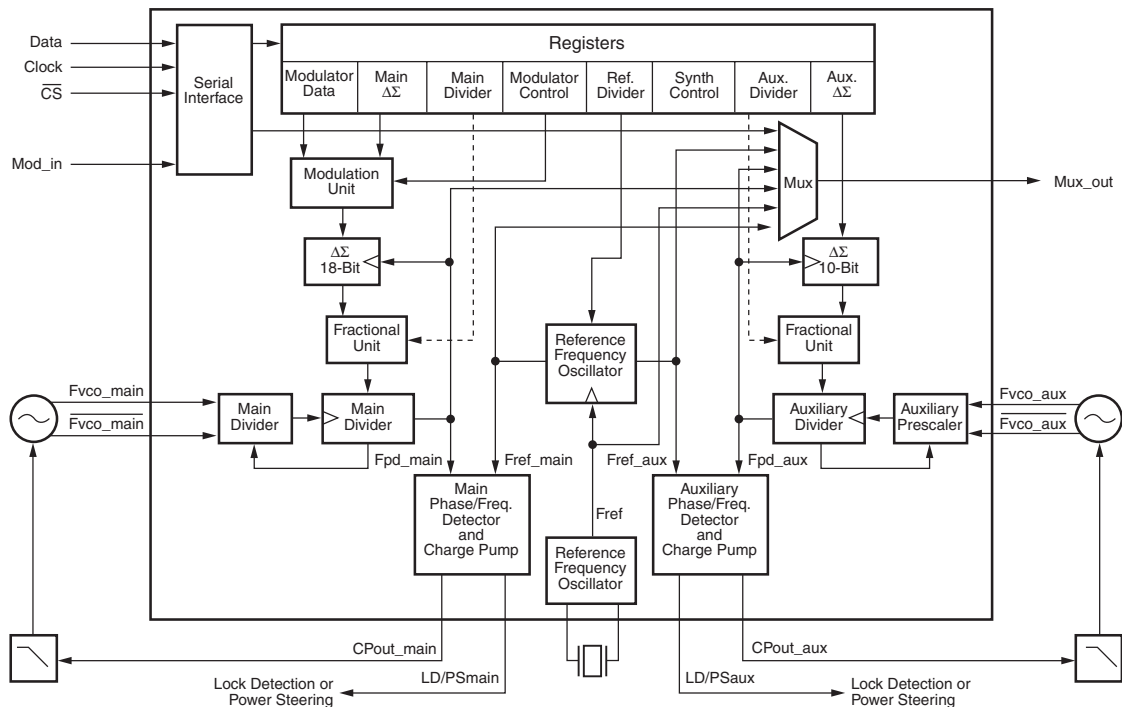 Data
Clock
CS
Mod_in
Serial
Interface
Registers
Modulator
Data
Main
ΔΣ
Main
Divider
Modulator
Control
Ref.
Divider
Synth
Control
Aux.
Divider
Aux.
ΔΣ
Modulation
Unit
Mux
Mux_out
ΔΣ
18-Bit
ΔΣ
10-Bit
Fractional
Unit
Reference
Frequency
Oscillator
Fractional
Unit
Fvco_main
Fvco_main
Main
Divider
Main
Divider
Auxiliary
Divider
Auxiliary
Prescaler
Fvco_aux
Fvco_aux
Fpd_main
Fref_main
Fref_aux
Fpd_aux
Main
Phase/Freq.
Detector
and
Charge Pump
Fref
Auxiliary
Phase/Freq.
Detector
and
Charge Pump
Reference
Frequency
Oscillator
CPout_main
CPout_aux
LD/PSmain
LD/PSaux
Lock Detection or
Power Steering
Lock Detection or
Power Steering